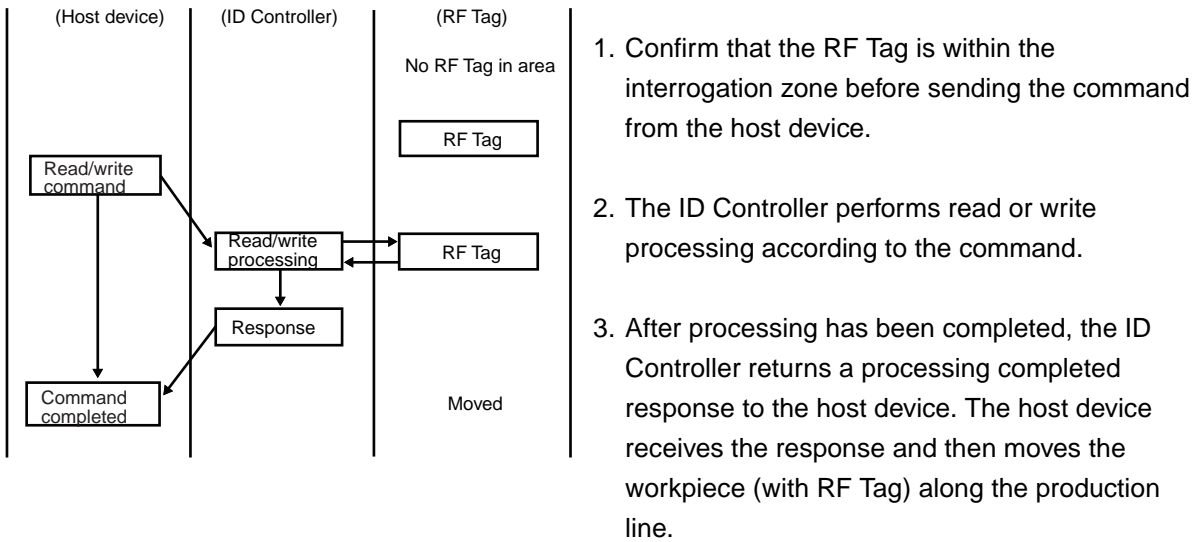 (Host device) (ID Controller) (RF Tag)
No RF Tag in area
RF Tag
Read/write
command
Read/write
processing
RF Tag
Response
Command
completed
Moved
1. Confirm that the RF Tag is within the
interrogation zone before sending the command
from the host device.
2. The ID Controller performs read or write
processing according to the command.
3. After processing has been completed, the ID
Controller returns a processing completed
response to the host device. The host device
receives the response and then moves the
workpiece (with RF Tag) along the production
line.